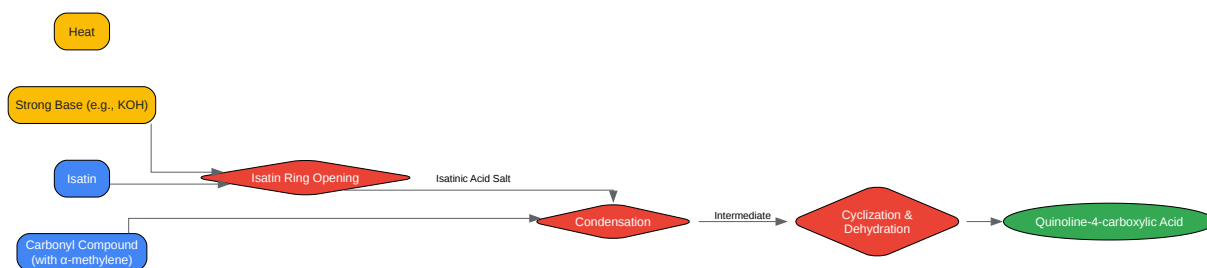 Heat
Strong Base (e.g., KOH)
Isatin
Isatin Ring Opening
Isatinic Acid Salt
Carbonyl Compound
(with α-methylene)
Condensation
Intermediate
Cyclization &
Dehydration
Quinoline-4-carboxylic Acid